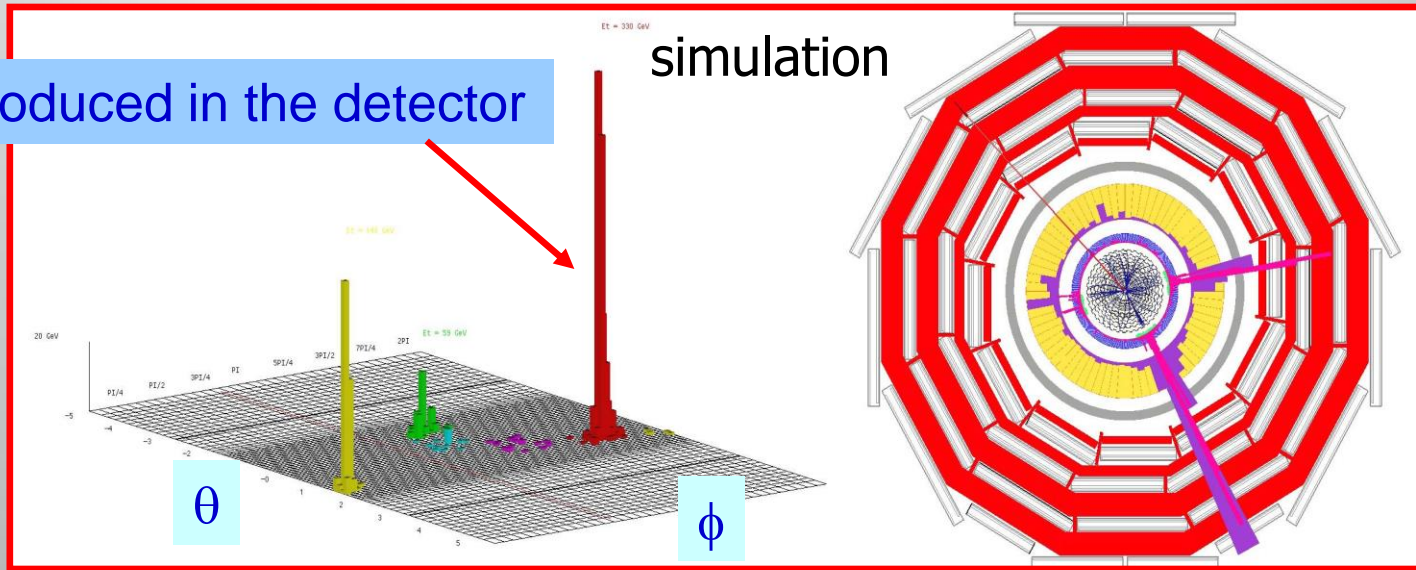 Et = 330 GeV
simulation
oduced in the detector
Et = 59 GeV
20 GeV
2PI
7PI/4
3PI/2
5PI/4
PI
3PI/4
PI/2
PI/4
-5
-4
-3
-2
-0
1
2
3
4
5
θ
ϕ